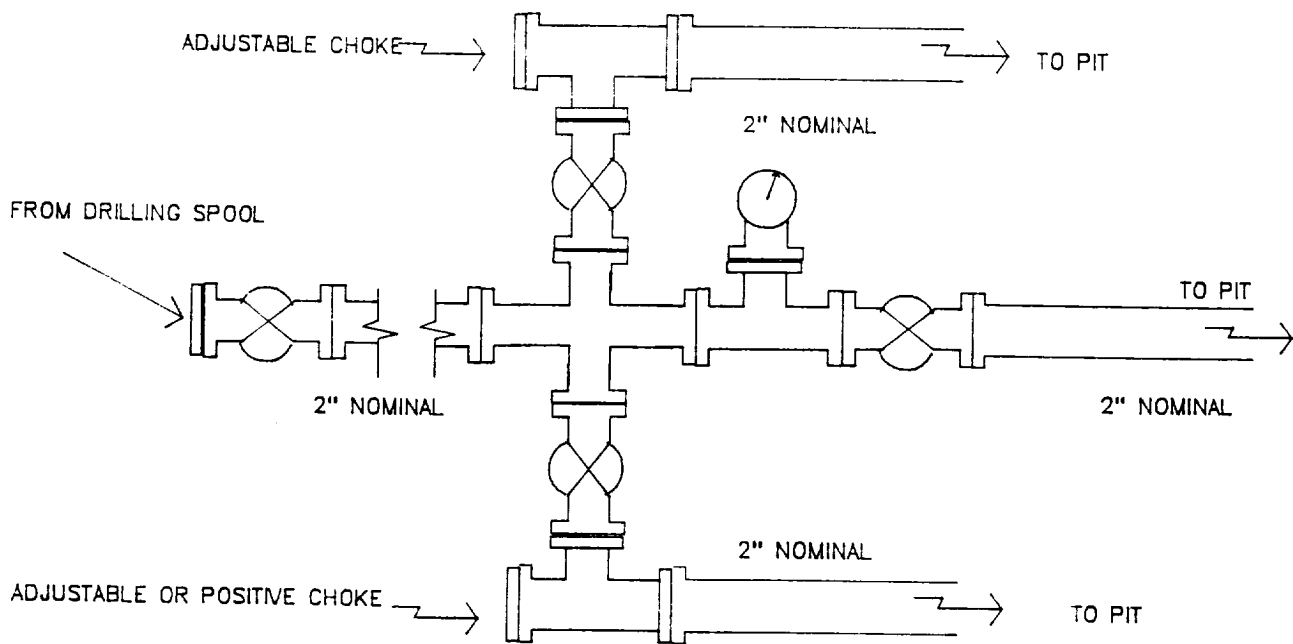 ADJUSTABLE CHOKE
TO PIT
2" NOMINAL
FROM DRILLING SPOOL
TO PIT
2" NOMINAL
2" NOMINAL
2" NOMINAL
ADJUSTABLE OR POSITIVE CHOKE
TO PIT